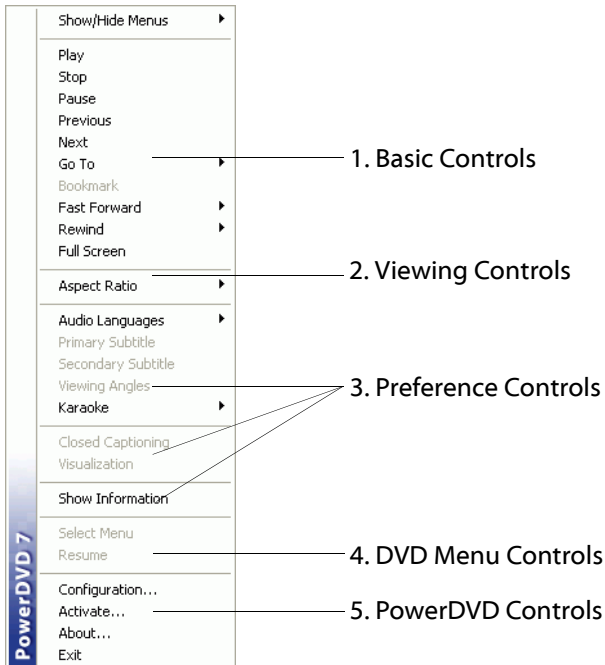 Show/Hide Menus
Play
Stop
Pause
Previous
Next
Go To
Bookmark
Fast Forward
Rewind
Full Screen
Aspect Ratio
Audio Languages
Primary Subtitle
Secondary Subtitle
Viewing Angles
Karaoke
Closed Captioning
Visualization
Show Information
Select Menu
Resume
Configuration...
Activate...
About...
Exit
PowerDVD 7
1. Basic Controls
2. Viewing Controls
3. Preference Controls
4. DVD Menu Controls
5. PowerDVD Controls